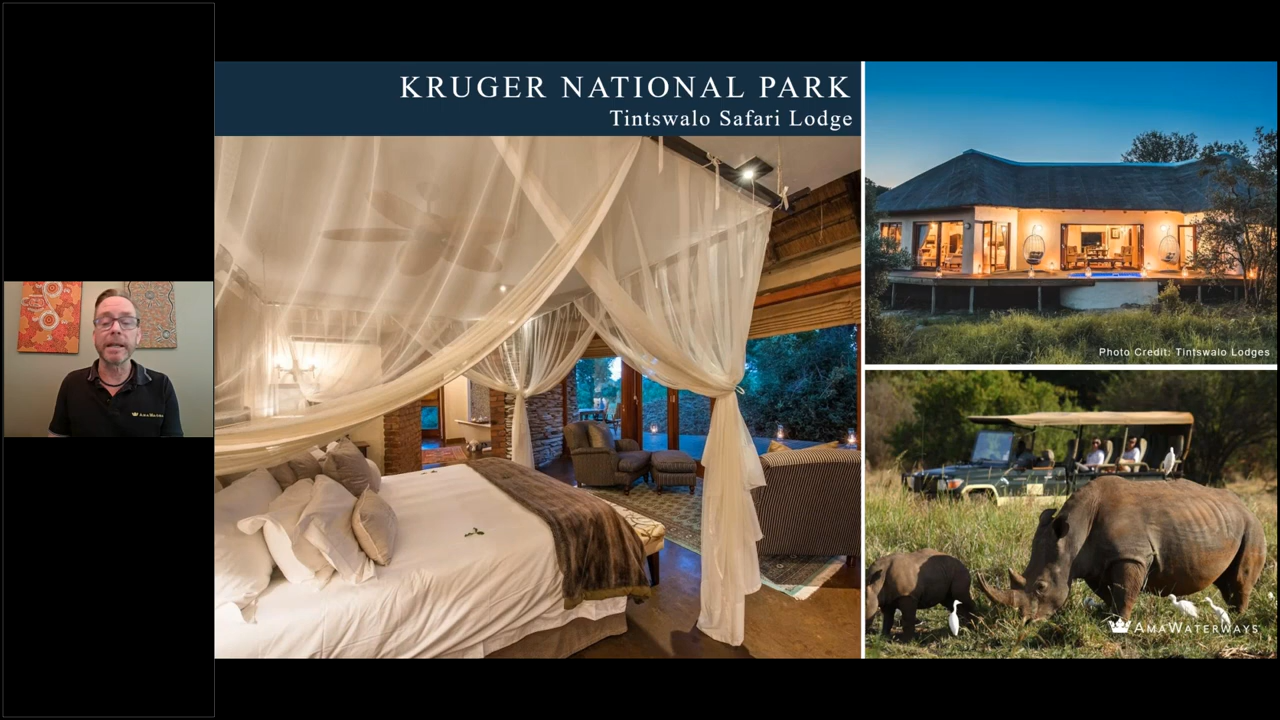 KRUGER NATIONAL PARK
Tintswalo Safari Lodge
Photo Credit: Tintswalo Lodges
AMAWATERWAYS